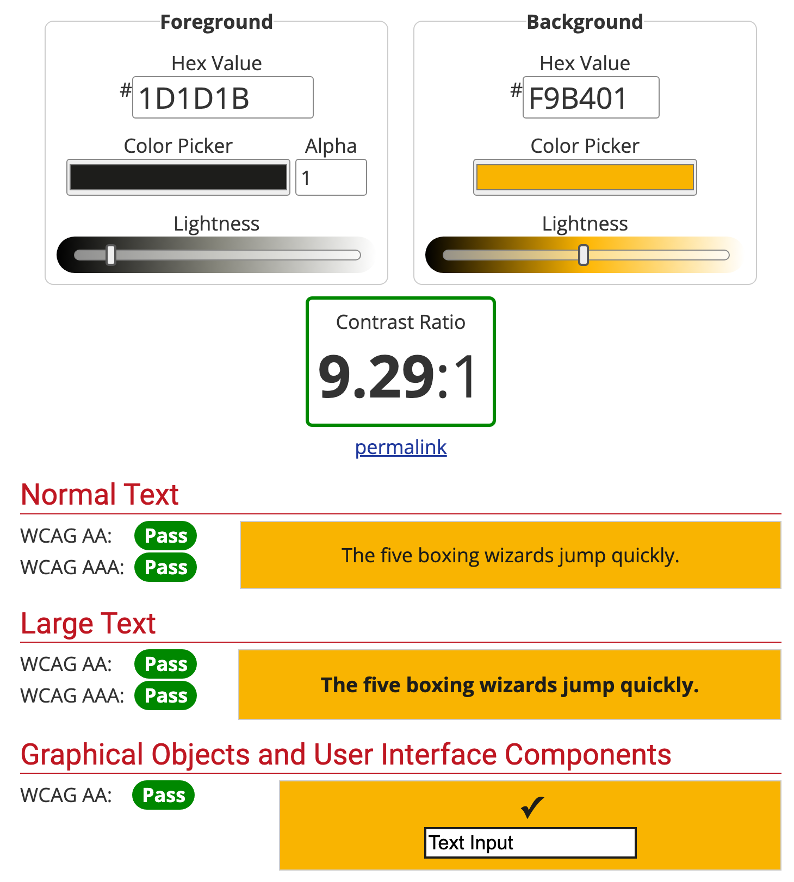 Foreground
Hex Value
#1D1D1B
Color Picker Alpha
1
Lightness
Background
Hex Value
#F9B401
Color Picker
Lightness
Contrast Ratio
9.29:1
permalink
Normal Text
WCAG AA: Pass
WCAG AAA: Pass
The five boxing wizards jump quickly.
Large Text
WCAG AA: Pass
WCAG AAA: Pass
The five boxing wizards jump quickly.
Graphical Objects and User Interface Components
WCAG AA: Pass
✔
Text Input